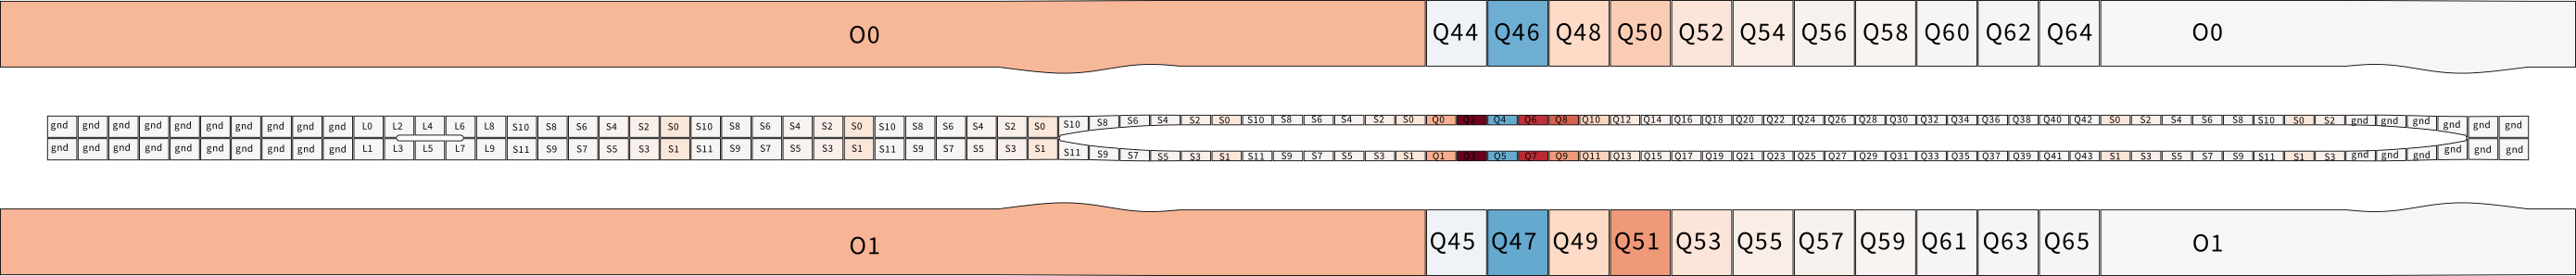 O0 Q44 Q46 Q48 Q50 Q52 Q54 Q56 Q58 Q60 Q62 Q64 O0
gnd gnd gnd gnd gnd gnd gnd gnd gnd gnd L0 L2 L4 L6 L8 S10 S8 S6 S4 S2 S0 S10 S8 S6 S4 S2 S0 S10 S8 S6 S4 S2 S0 S10 S8 S6 S4 S2 S0 S10 S8 S6 S4 S2 S0 Q0 Q2 Q4 Q6 Q8 Q10 Q12 Q14 Q16 Q18 Q20 Q22 Q24 Q26 Q28 Q30 Q32 Q34 Q36 Q38 Q40 Q42 S0 S2 S4 S6 S8 S10 S0 S2 gnd gnd gnd gnd gnd gnd
gnd gnd gnd gnd gnd gnd gnd gnd gnd gnd L1 L3 L5 L7 L9 S11 S9 S7 S5 S3 S1 S11 S9 S7 S5 S3 S1 S11 S9 S7 S5 S3 S1 S11 S9 S7 S5 S3 S1 S11 S9 S7 S5 S3 S1 Q1 Q3 Q5 Q7 Q9 Q11 Q13 Q15 Q17 Q19 Q21 Q23 Q25 Q27 Q29 Q31 Q33 Q35 Q37 Q39 Q41 Q43 S1 S3 S5 S7 S9 S11 S1 S3 gnd gnd gnd gnd gnd gnd
O1 Q45 Q47 Q49 Q51 Q53 Q55 Q57 Q59 Q61 Q63 Q65 O1